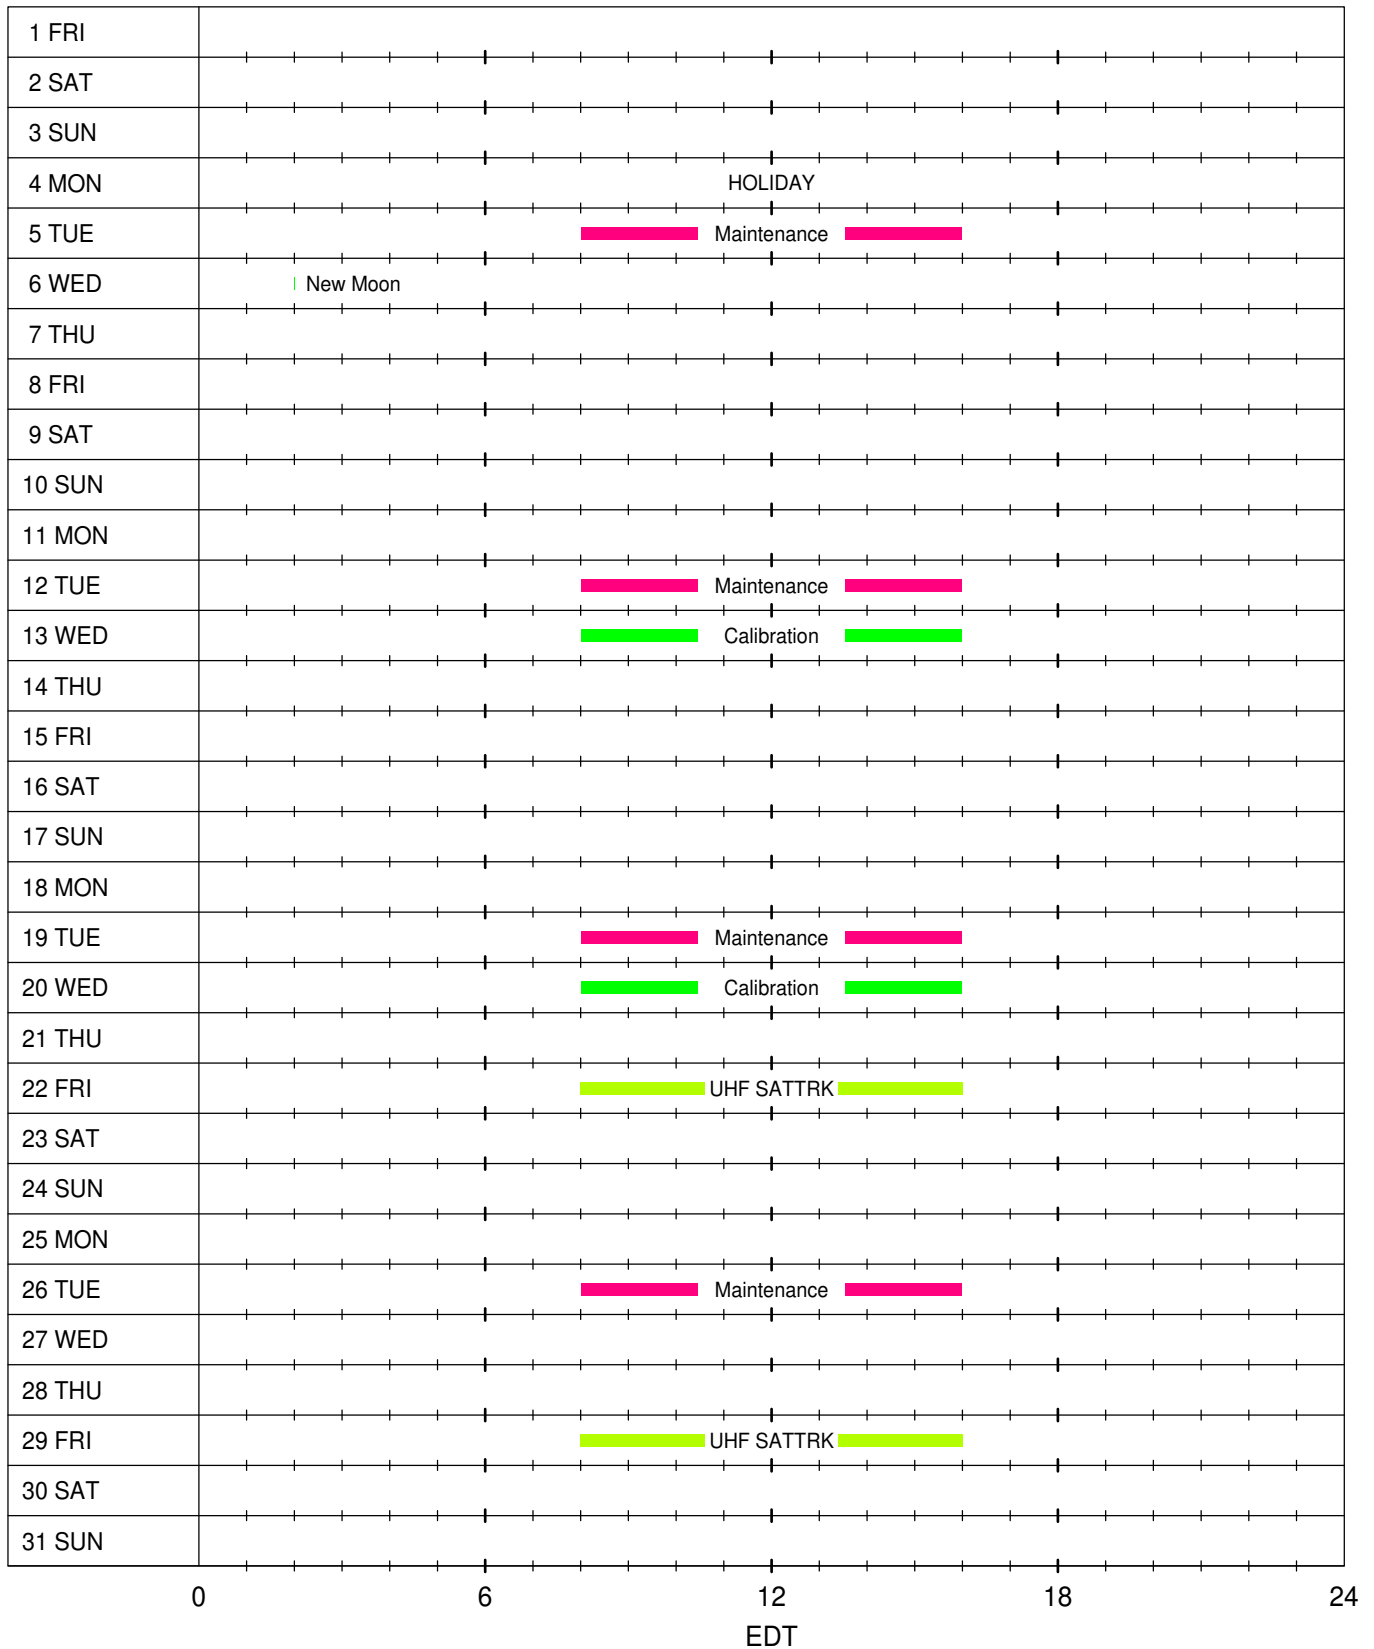 1 FRI
2 SAT
3 SUN
4 MON HOLIDAY
5 TUE Maintenance
6 WED New Moon
7 THU
8 FRI
9 SAT
10 SUN
11 MON
12 TUE Maintenance
13 WED Calibration
14 THU
15 FRI
16 SAT
17 SUN
18 MON
19 TUE Maintenance
20 WED Calibration
21 THU
22 FRI UHF SATTRK
23 SAT
24 SUN
25 MON
26 TUE Maintenance
27 WED
28 THU
29 FRI UHF SATTRK
30 SAT
31 SUN
0 6 12 18 24
EDT